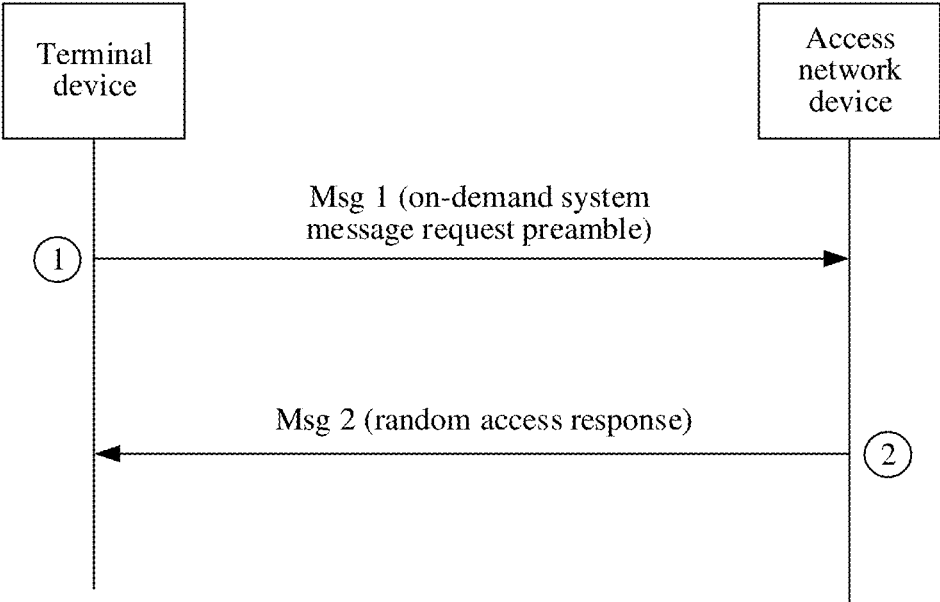 Terminal
device
Access
network
device
Msg 1 (on-demand system
message request preamble)
1
Msg 2 (random access response)
2